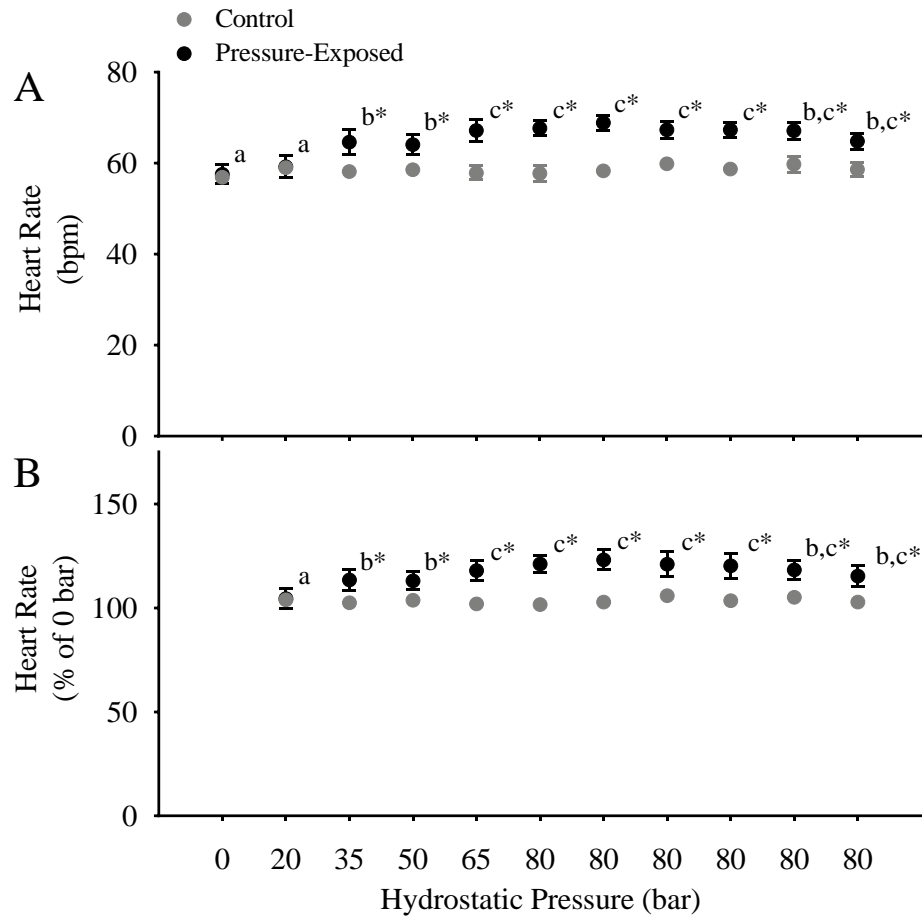 Control
Pressure-Exposed
A
80
60
40
20
0
Heart Rate
(bpm)
a
a
b*
b*
c*
c*
c*
c*
c*
b,c*
b,c*
B
150
100
50
0
Heart Rate
(% of 0 bar)
a
b*
b*
c*
c*
c*
c*
c*
b,c*
b,c*
0 20 35 50 65 80 80 80 80 80 80
Hydrostatic Pressure (bar)